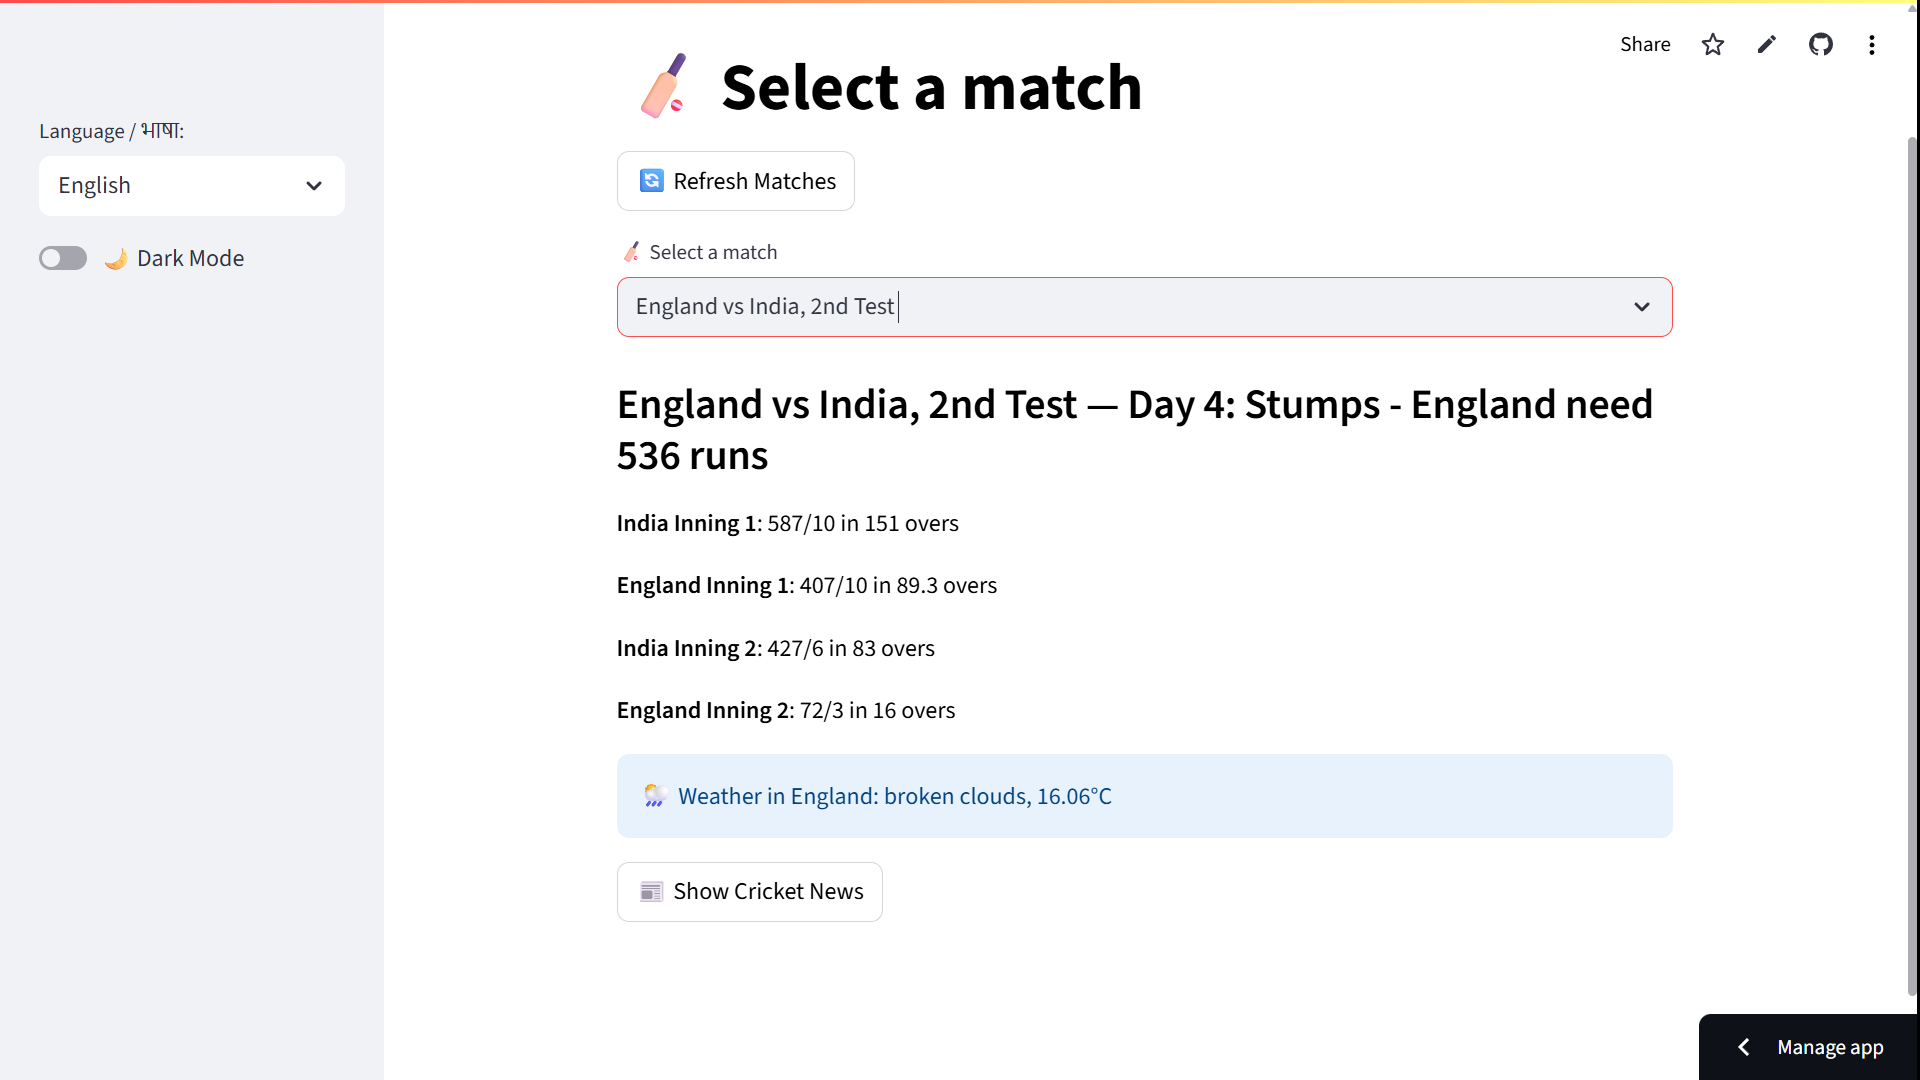 Share
Language / भाषा:
English
Dark Mode
Select a match
Refresh Matches
Select a match
England vs India, 2nd Test
England vs India, 2nd Test — Day 4: Stumps - England need
536 runs
India Inning 1: 587/10 in 151 overs
England Inning 1: 407/10 in 89.3 overs
India Inning 2: 427/6 in 83 overs
England Inning 2: 72/3 in 16 overs
Weather in England: broken clouds, 16.06°C
Show Cricket News
Manage app